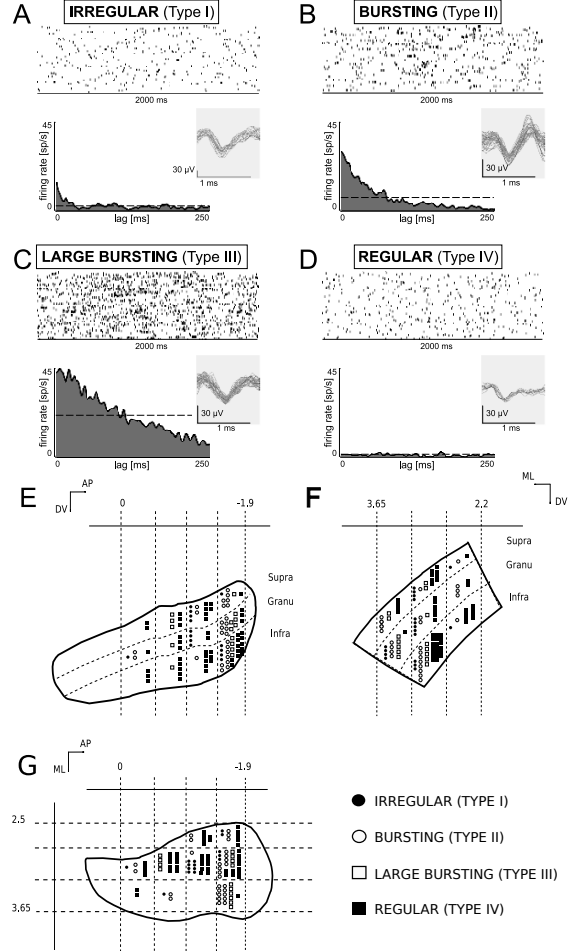 A IRREGULAR (Type I)
2000 ms
45
firing rate [sp/s]
0
30 µV
1 ms
0 lag [ms] 250
B BURSTING (Type II)
2000 ms
45
firing rate [sp/s]
0
30 µV
1 ms
0 lag [ms] 250
C LARGE BURSTING (Type III)
2000 ms
45
firing rate [sp/s]
0
30 µV
1 ms
0 lag [ms] 250
D REGULAR (Type IV)
2000 ms
45
firing rate [sp/s]
0
30 µV
1 ms
0 lag [ms] 250
E
AP
DV
0 -1.9
Supra
Granu
Infra
F
ML
DV
3.65 2.2
Supra
Granu
Infra
G
AP
ML
0 -1.9
2.5
3.65
IRREGULAR (TYPE I)
BURSTING (TYPE II)
LARGE BURSTING (TYPE III)
REGULAR (TYPE IV)